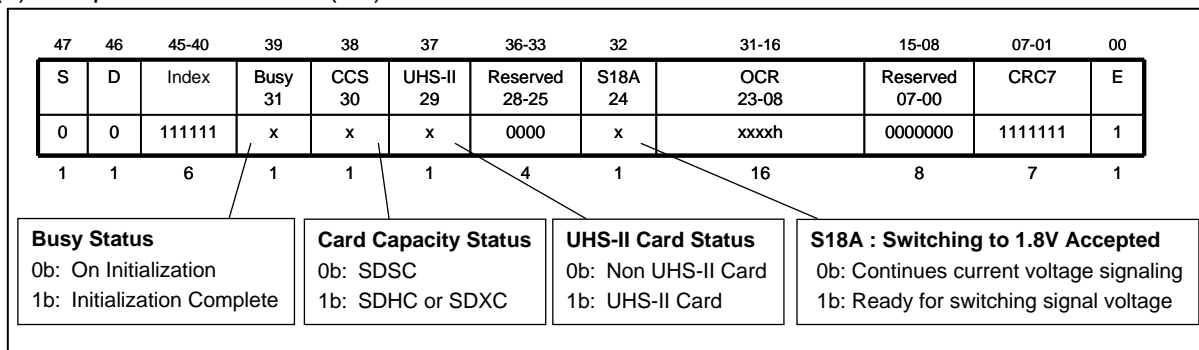 47 46 45-40 39 38 37 36-33 32 31-16 15-08 07-01 00
S D Index Busy CCS UHS-II Reserved S18A OCR Reserved CRC7 E
31 30 29 28-25 24 23-08 07-00
0 0 111111 x x x 0000 x xxxxh 0000000 1111111 1
1 1 6 1 1 1 4 1 16 8 7 1
Busy Status
0b: On Initialization
1b: Initialization Complete
Card Capacity Status
0b: SDSC
1b: SDHC or SDXC
UHS-II Card Status
0b: Non UHS-II Card
1b: UHS-II Card
S18A : Switching to 1.8V Accepted
0b: Continues current voltage signaling
1b: Ready for switching signal voltage